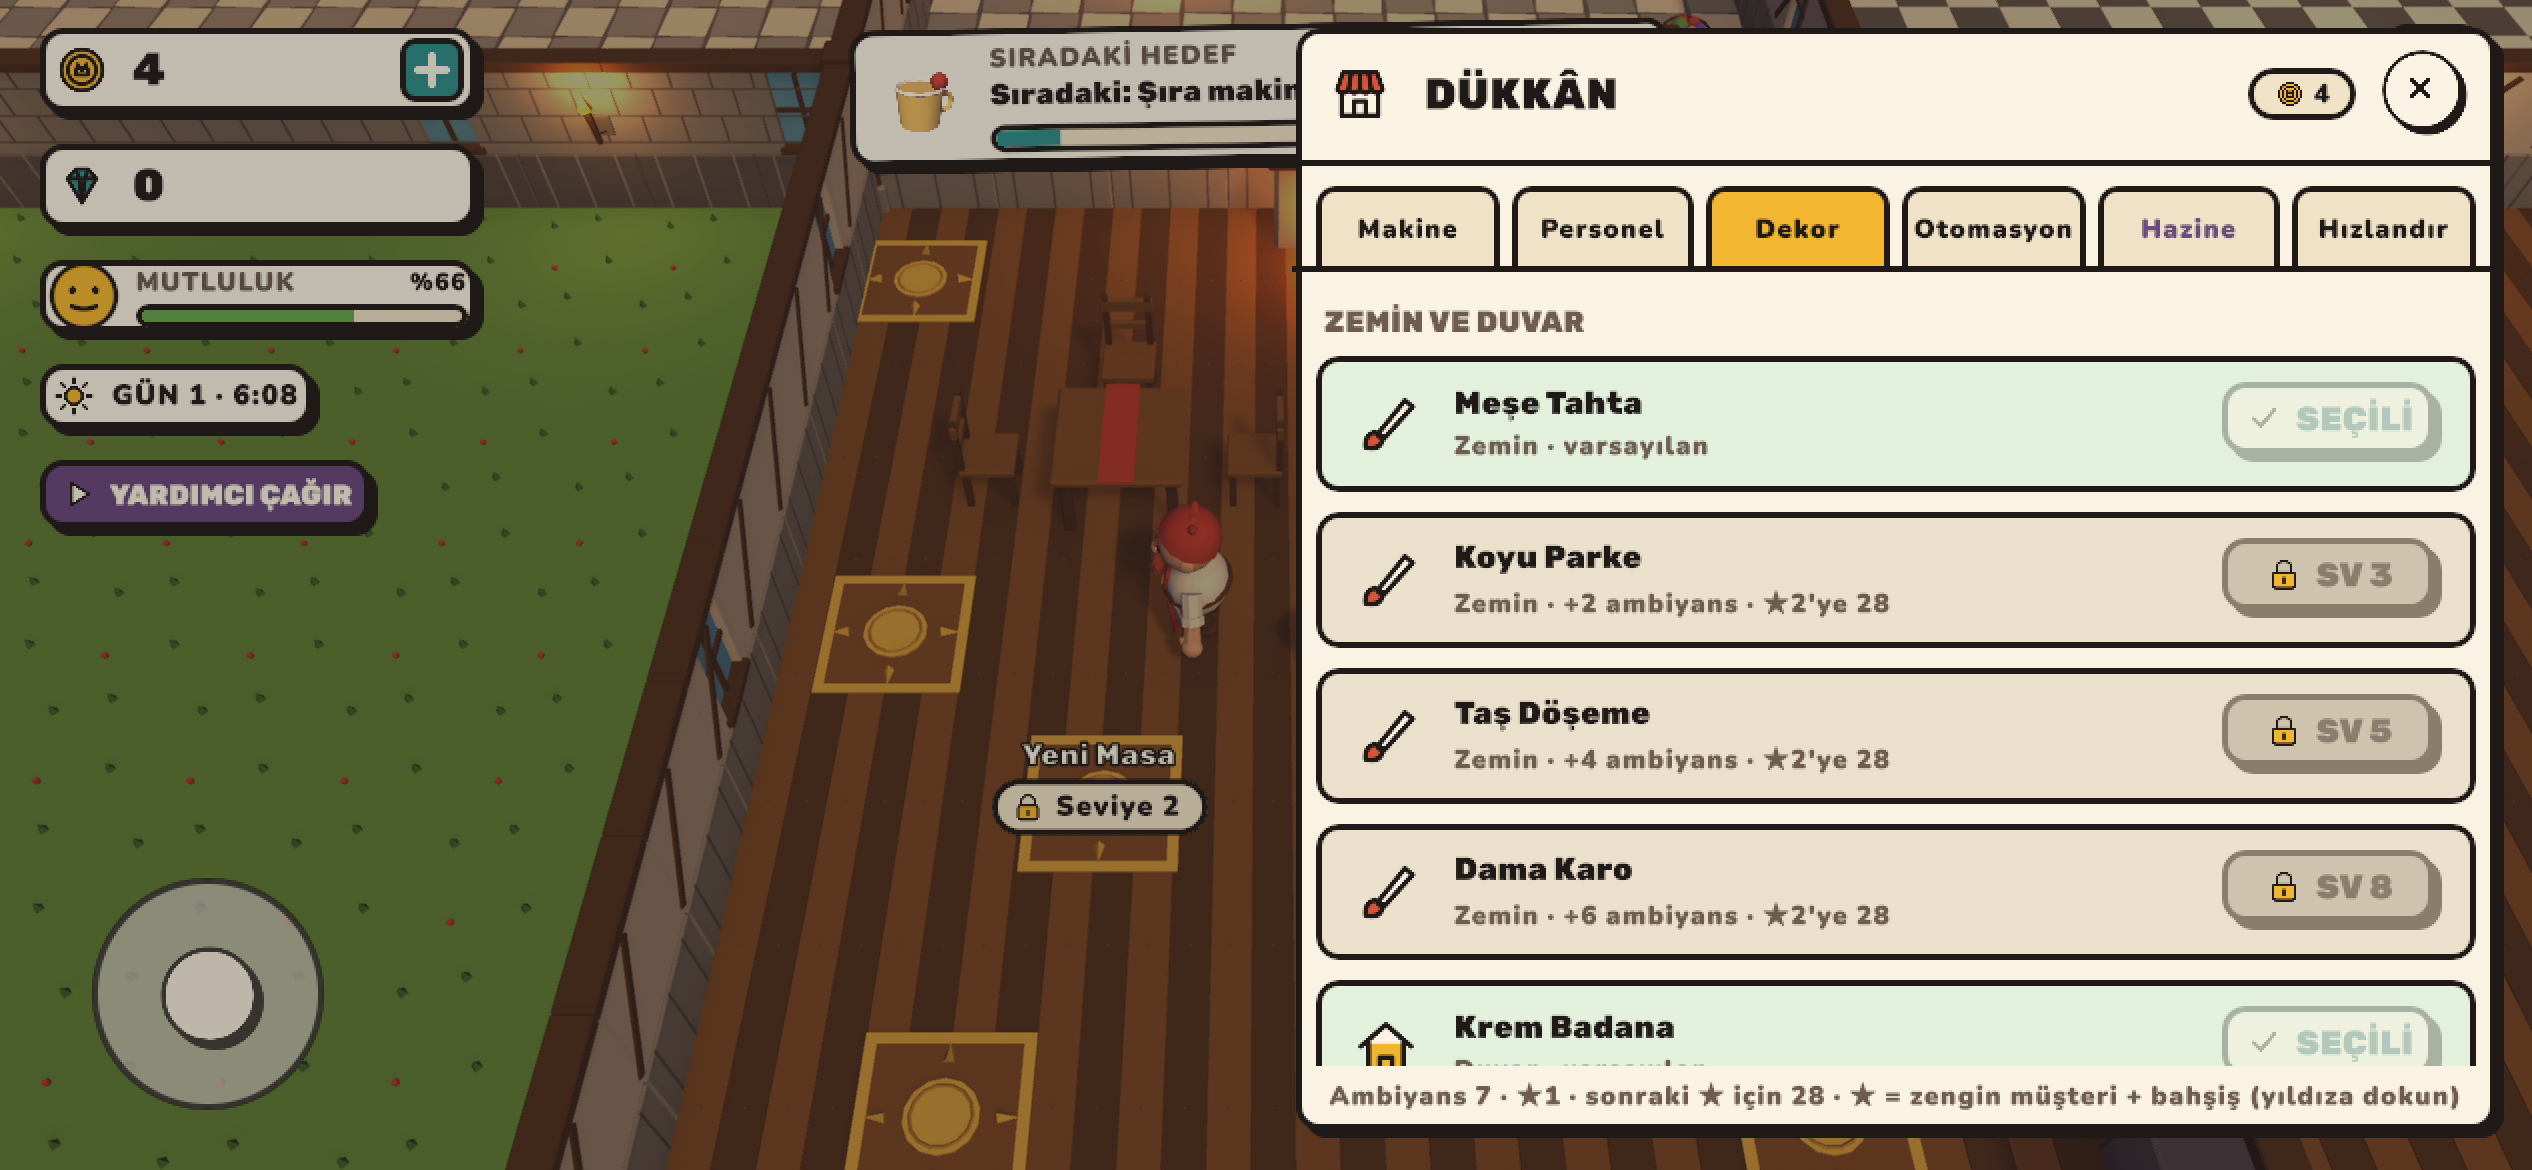 4
0
MUTLULUK %66
GÜN 1 · 6:08
YARDIMCI ÇAĞIR
SIRADAKİ HEDEF
Sıradaki: Şıra makin
Yeni Masa
Seviye 2
DÜKKÂN
4
Makine Personel Dekor Otomasyon Hazine Hızlandır
ZEMİN VE DUVAR
Meşe Tahta
Zemin · varsayılan
SEÇİLİ
Koyu Parke
Zemin · +2 ambiyans · ★2'ye 28
SV 3
Taş Döşeme
Zemin · +4 ambiyans · ★2'ye 28
SV 5
Dama Karo
Zemin · +6 ambiyans · ★2'ye 28
SV 8
Krem Badana
SEÇİLİ
Ambiyans 7 · ★1 · sonraki ★ için 28 · ★ = zengin müşteri + bahşiş (yıldıza dokun)